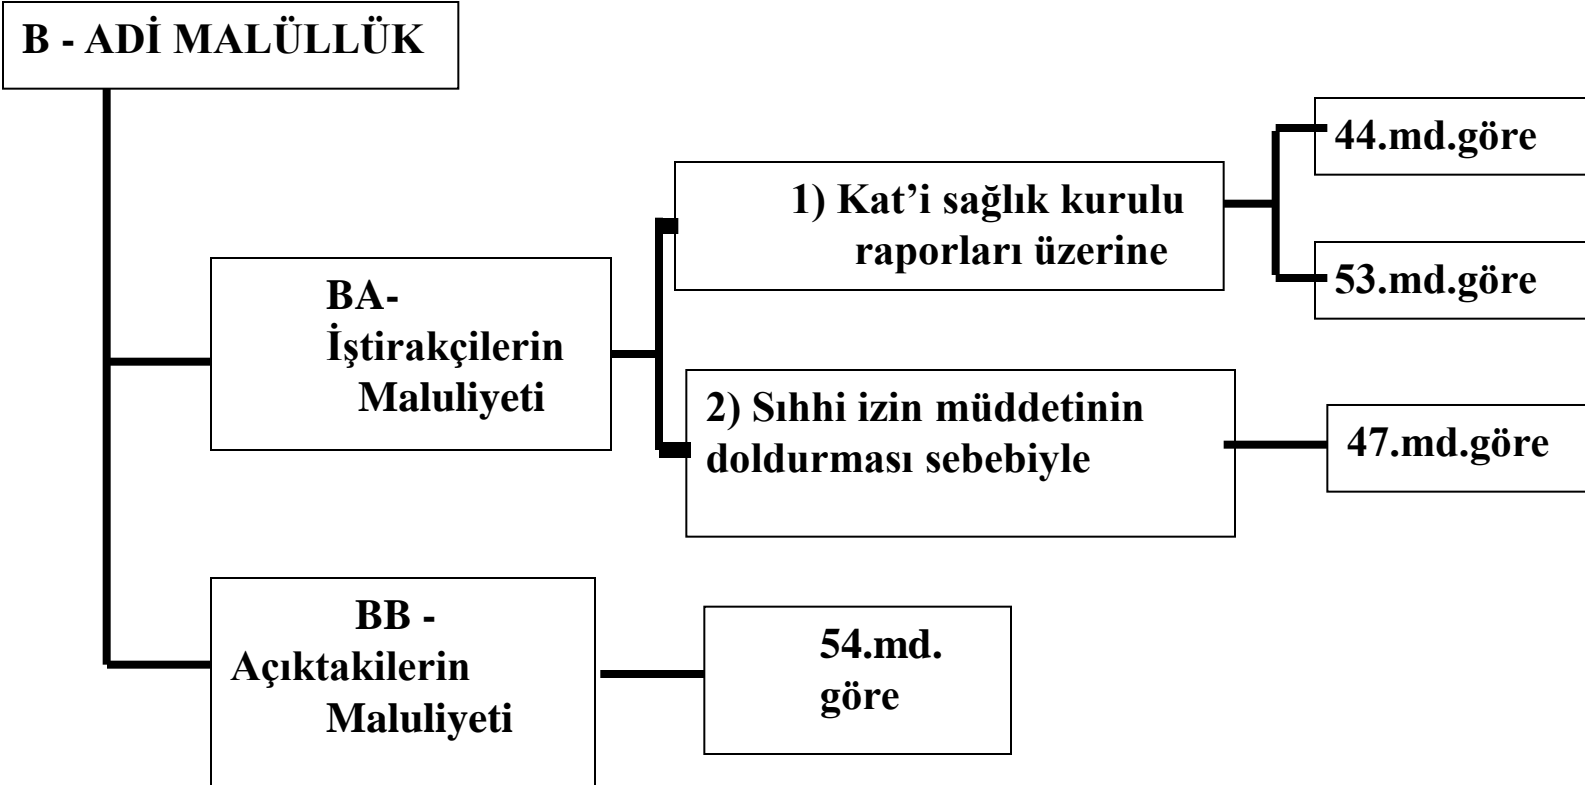 B - ADİ MALÜLLÜK
BA-
İştirakçilerin
Maluliyeti
1) Kat’i sağlık kurulu
raporları üzerine
44.md.göre
53.md.göre
2) Sıhhi izin müddetinin
doldurması sebebiyle
47.md.göre
BB -
Açıktakilerin
Maluliyeti
54.md.
göre